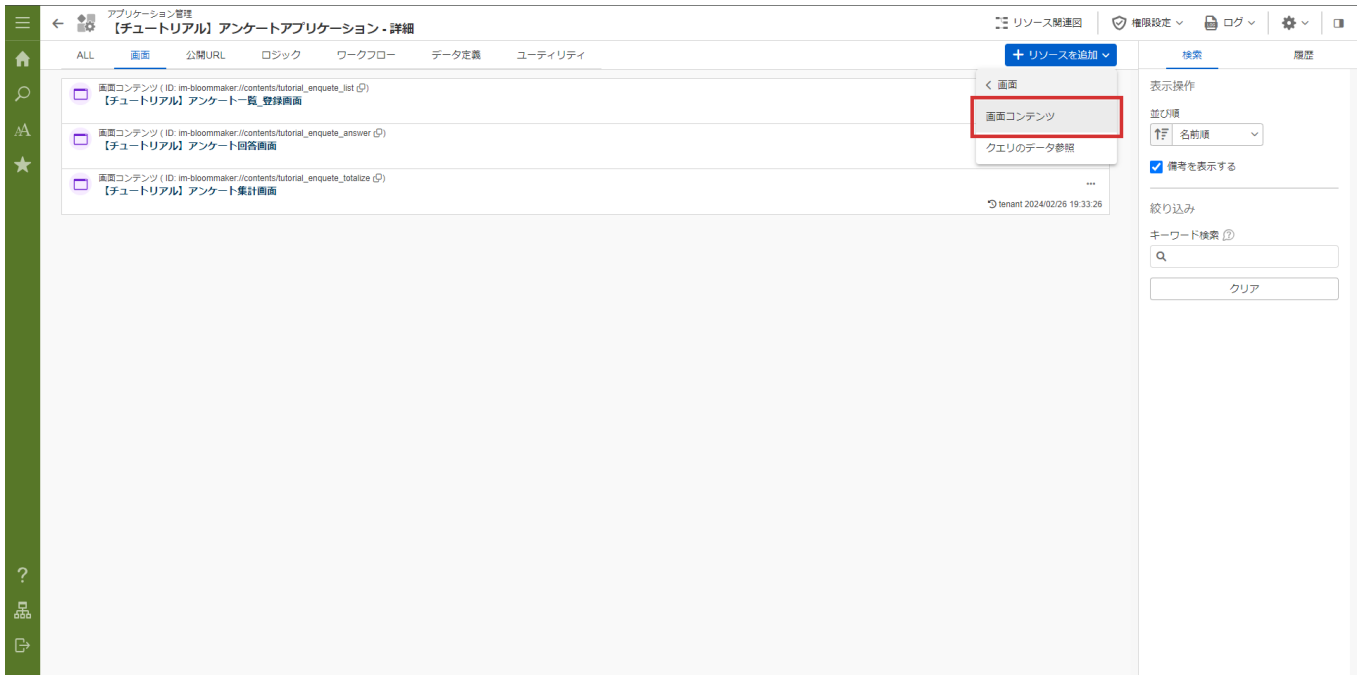 アプリケーション管理
【チュートリアル】アンケートアプリケーション - 詳細
リソース関連図
権限設定
ログ
ALL
画面
公開URL
ロジック
ワークフロー
データ定義
ユーティリティ
+ リソースを追加
検索
履歴
画面コンテンツ ( ID: im-bloommaker://contents/tutorial_enquete_list )
【チュートリアル】アンケート一覧_登録画面
画面コンテンツ ( ID: im-bloommaker://contents/tutorial_enquete_answer )
【チュートリアル】アンケート回答画面
画面コンテンツ ( ID: im-bloommaker://contents/tutorial_enquete_totalize )
【チュートリアル】アンケート集計画面
...
tenant 2024/02/26 19:33:26
< 画面
画面コンテンツ
クエリのデータ参照
表示操作
並び順
名前順
備考を表示する
絞り込み
キーワード検索
クリア